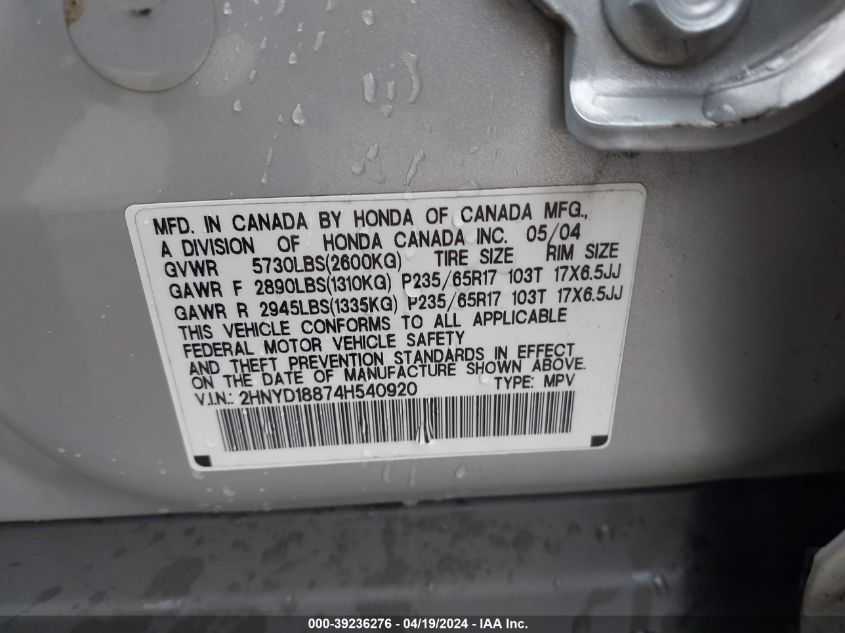 MFD. IN CANADA BY HONDA OF CANADA MFG.,
A DIVISION OF HONDA CANADA INC. 05/04
GVWR 5730LBS(2600KG) TIRE SIZE RIM SIZE
GAWR F 2890LBS(1310KG) P235/65R17 103T 17X6.5JJ
GAWR R 2945LBS(1335KG) P235/65R17 103T 17X6.5JJ
THIS VEHICLE CONFORMS TO ALL APPLICABLE
FEDERAL MOTOR VEHICLE SAFETY
AND THEFT PREVENTION STANDARDS IN EFFECT
ON THE DATE OF MANUFACTURE SHOWN ABOVE.
V.I.N.: 2HNYD18874H540920 TYPE: MPV
000-39236276 - 04/19/2024 - IAA Inc.